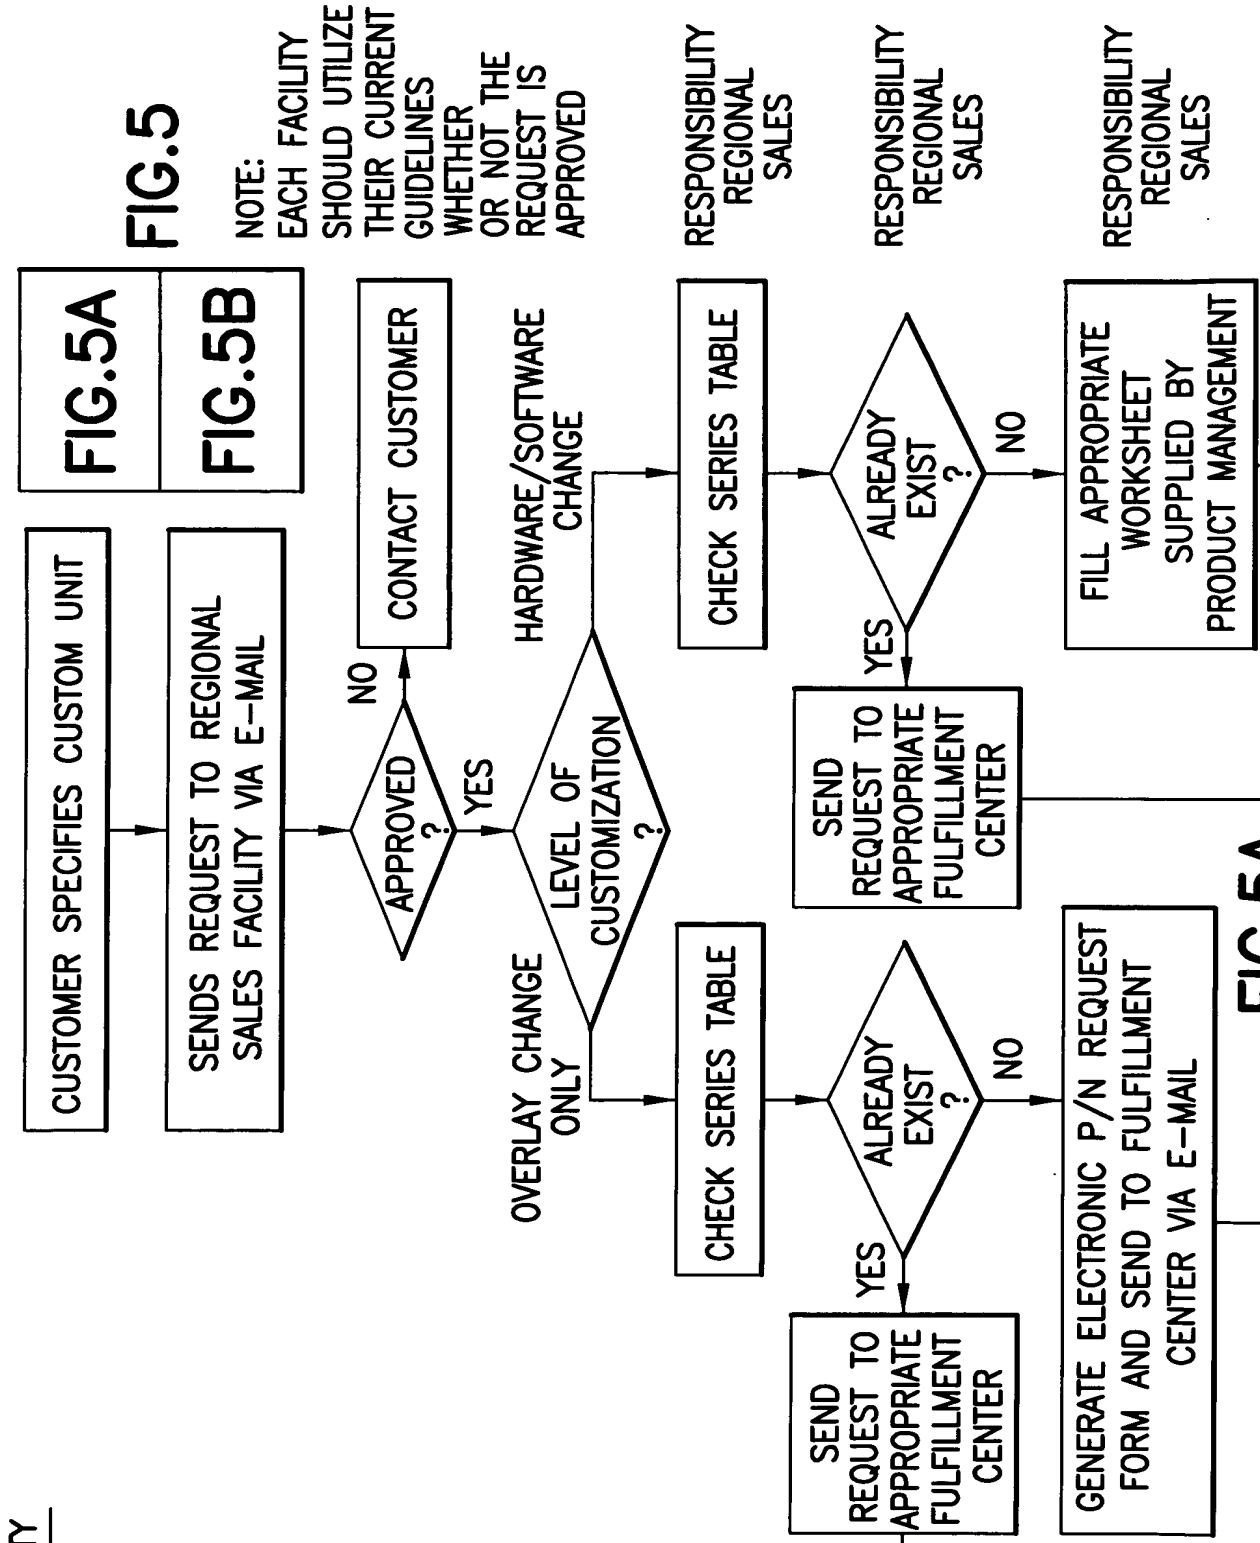 FIG.5A
FIG.5B
FIG.5
CUSTOMER SPECIFIES CUSTOM UNIT
SENDS REQUEST TO REGIONAL
SALES FACILITY VIA E-MAIL
NOTE:
EACH FACILITY
SHOULD UTILIZE
THEIR CURRENT
GUIDELINES
WHETHER
OR NOT THE
REQUEST IS
APPROVED
APPROVED
?
NO
CONTACT CUSTOMER
YES
LEVEL OF
CUSTOMIZATION
?
OVERLAY CHANGE
ONLY
HARDWARE/SOFTWARE
CHANGE
CHECK SERIES TABLE
CHECK SERIES TABLE
RESPONSIBILITY
REGIONAL
SALES
ALREADY
EXIST
?
YES
NO
ALREADY
EXIST
?
YES
NO
RESPONSIBILITY
REGIONAL
SALES
SEND
REQUEST TO
APPROPRIATE
FULFILLMENT
CENTER
SEND
REQUEST TO
APPROPRIATE
FULFILLMENT
CENTER
GENERATE ELECTRONIC P/N REQUEST
FORM AND SEND TO FULFILLMENT
CENTER VIA E-MAIL
FILL APPROPRIATE
WORKSHEET
SUPPLIED BY
PRODUCT MANAGEMENT
RESPONSIBILITY
REGIONAL
SALES